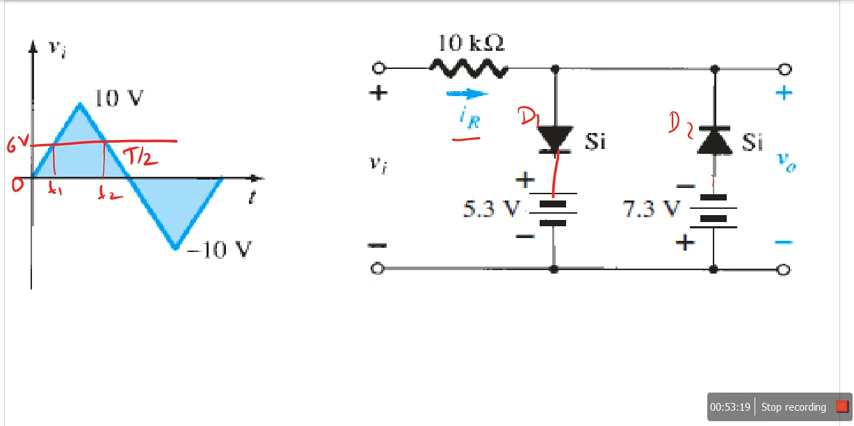 vi
10 V
6V
T/2
0
t1
t2
t
−10 V
10 kΩ
+
iR
vi
−
D1
Si
+
5.3 V
−
D2
Si
−
7.3 V
+
+
vo
−
00:53:19 Stop recording